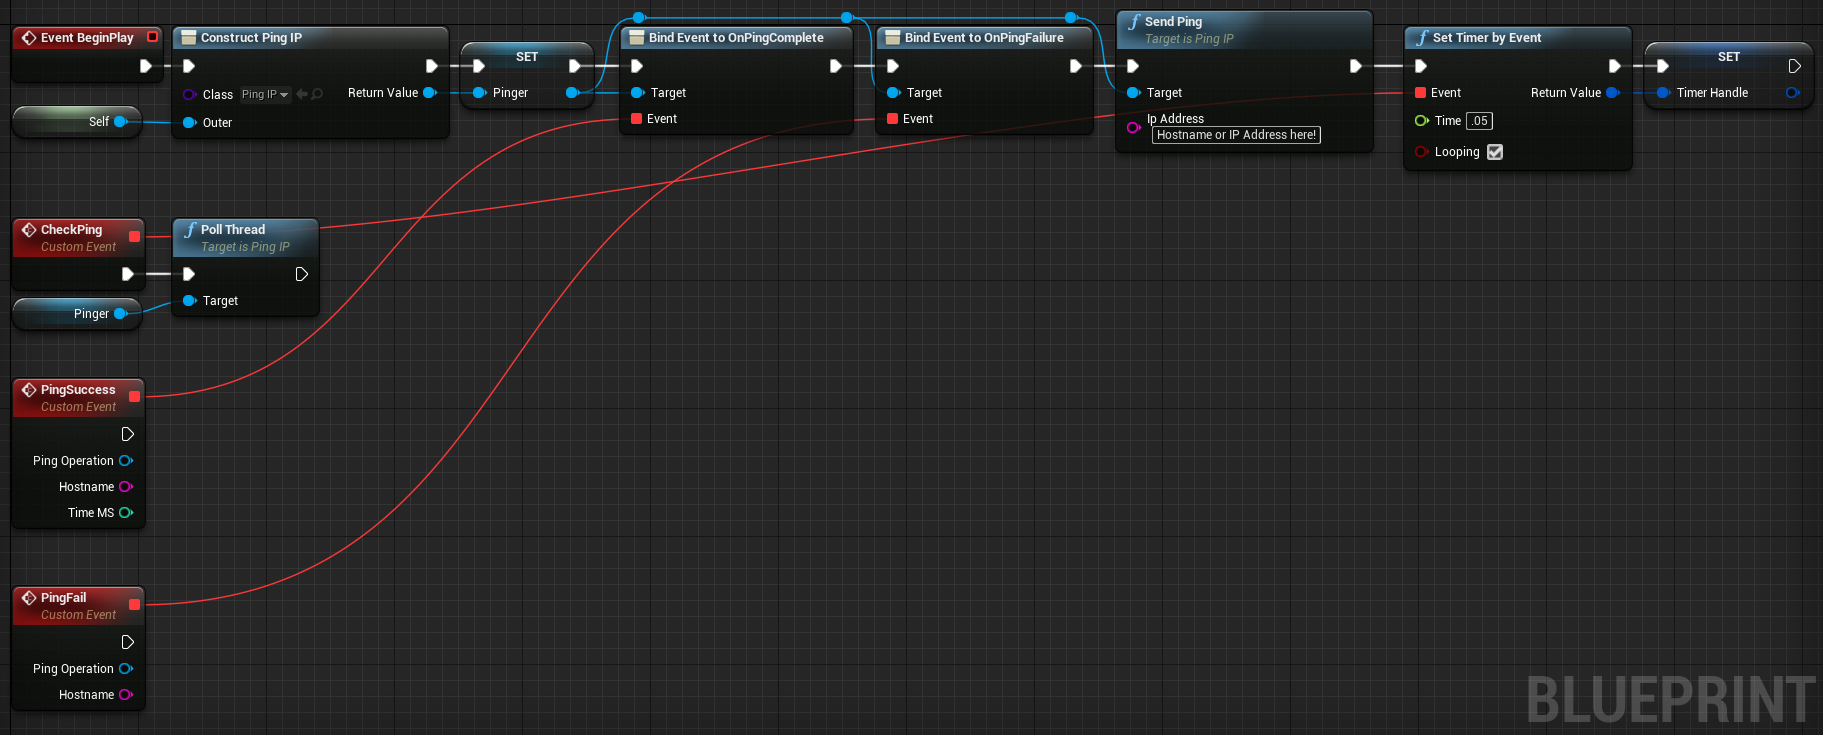 Event BeginPlay
Self
Construct Ping IP
Class Ping IP
Return Value
Outer
SET
Pinger
Bind Event to OnPingComplete
Target
Event
Bind Event to OnPingFailure
Target
Event
Send Ping
Target is Ping IP
Target
Ip Address
Hostname or IP Address here!
Set Timer by Event
Event
Return Value
Time .05
Looping
SET
Timer Handle
CheckPing
Custom Event
Pinger
Poll Thread
Target is Ping IP
Target
PingSuccess
Custom Event
Ping Operation
Hostname
Time MS
PingFail
Custom Event
Ping Operation
Hostname
BLUEPRINT